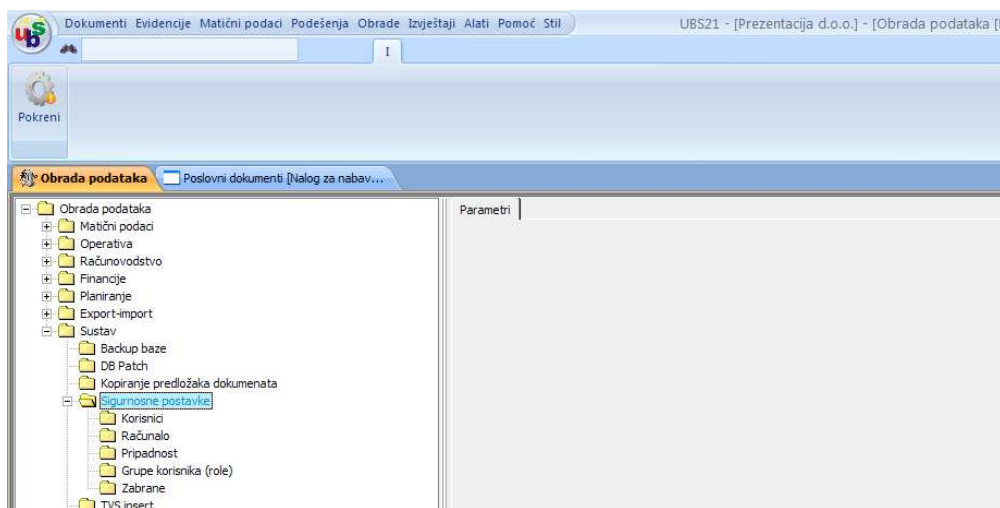 ubs
Dokumenti Evidencije Matični podaci Podešenja Obrade Izvještaji Alati Pomoć Stil
UBS21 - [Prezentacija d.o.o.] - [Obrada podataka [
I
Pokreni
Obrada podataka
Poslovni dokumenti [Nalog za nabav...
Obrada podataka
Matični podaci
Operativa
Računovodstvo
Financije
Planiranje
Export-import
Sustav
Backup baze
DB Patch
Kopiranje predložaka dokumenata
Sigurnosne postavke
Korisnici
Računalo
Pripadnost
Grupe korisnika (role)
Zabrane
TVS insert
Parametri